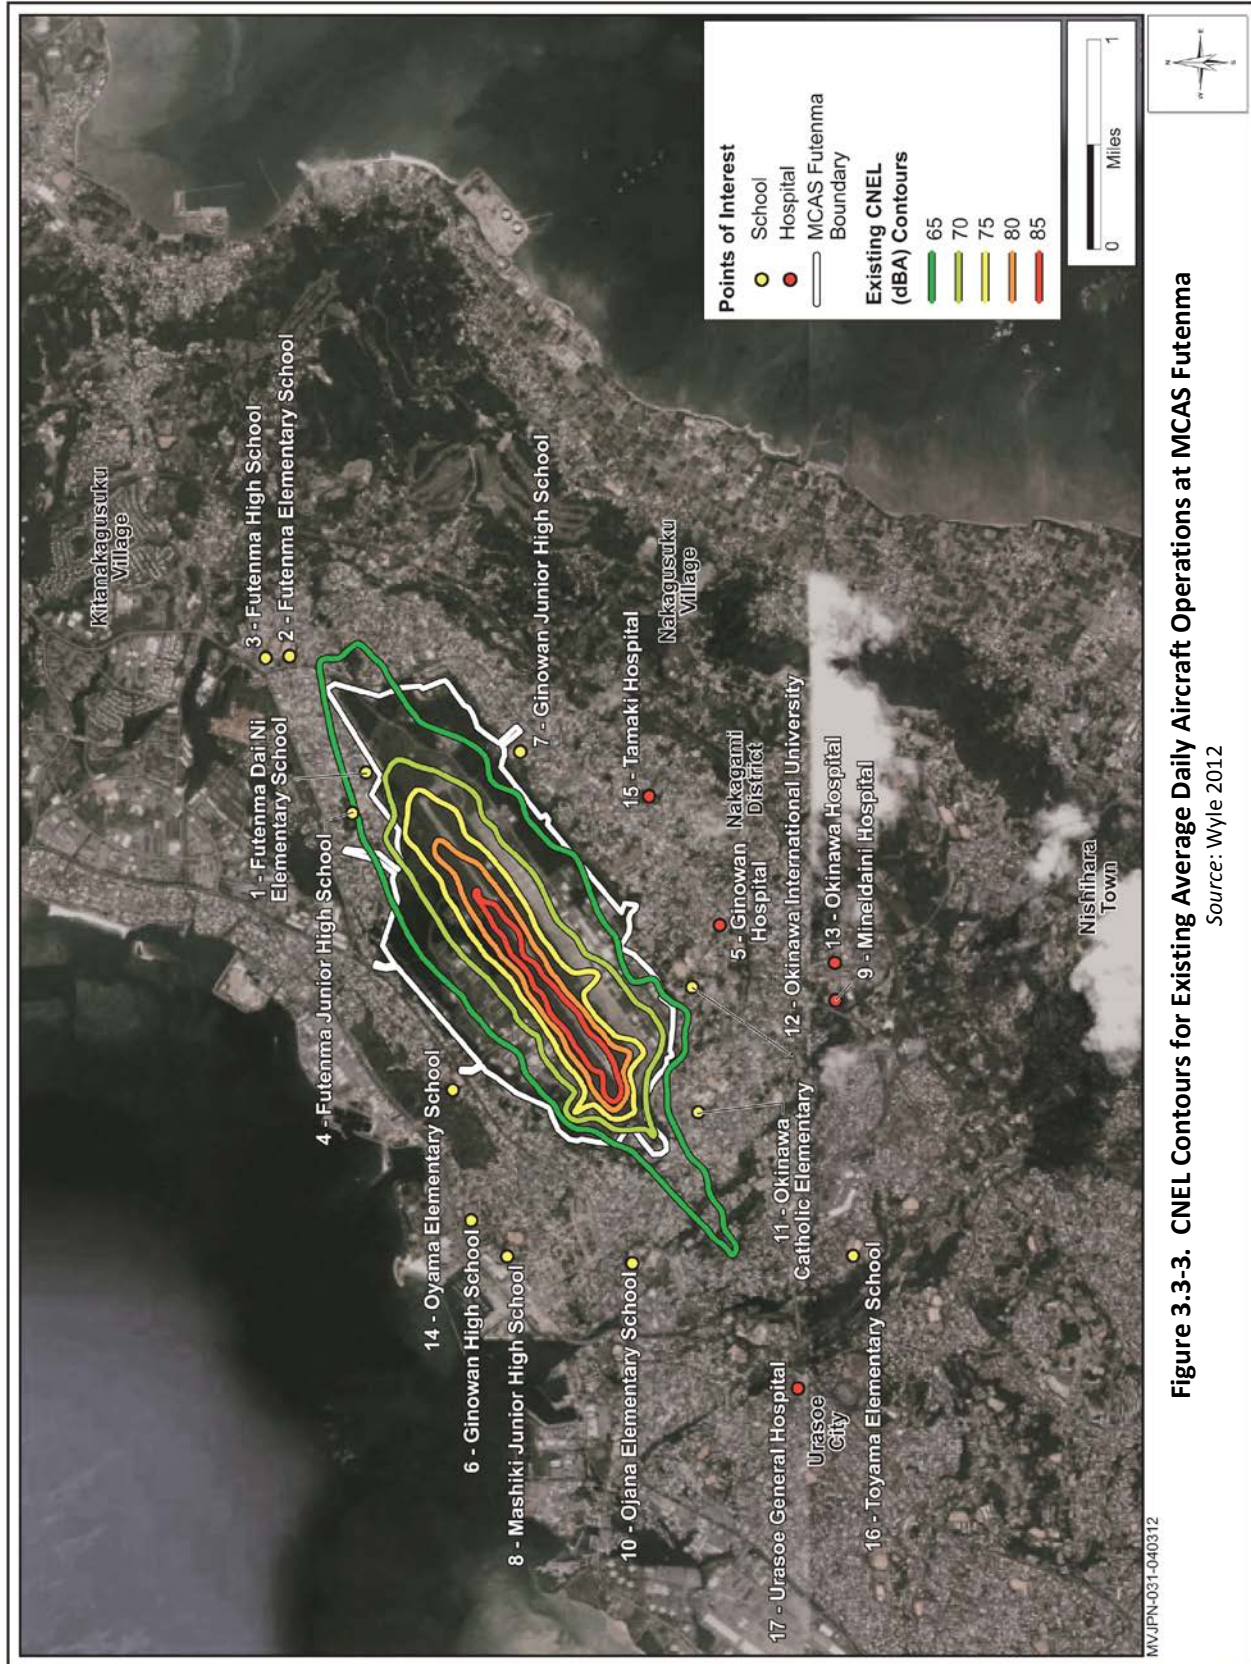 Kitanakagusuku
Village
3 - Futenma High School
2 - Futenma Elementary School
1 - Futenma Dai Ni
Elementary School
4 - Futenma Junior High School
7 - Ginowan Junior High School
14 - Oyama Elementary School
6 - Ginowan High School
8 - Mashiki Junior High School
15 - Tamaki Hospital
Nakagusuku
Village
10 - Ojana Elementary School
5 - Ginowan
Hospital
Nakagami
District
12 - Okinawa International University
11 - Okinawa
Catholic Elementary
13 - Okinawa Hospital
9 - Mineldaini Hospital
17 - Urasoe General Hospital
Urasoe
City
16 - Toyama Elementary School
Nishihara
Town
Points of Interest
School
Hospital
MCAS Futenma
Boundary
Existing CNEL
(dBA) Contours
65
70
75
80
85
0
1
Miles
N
W
E
S
MVJPN-031-040312
Figure 3.3-3. CNEL Contours for Existing Average Daily Aircraft Operations at MCAS Futenma
Source: Wyle 2012